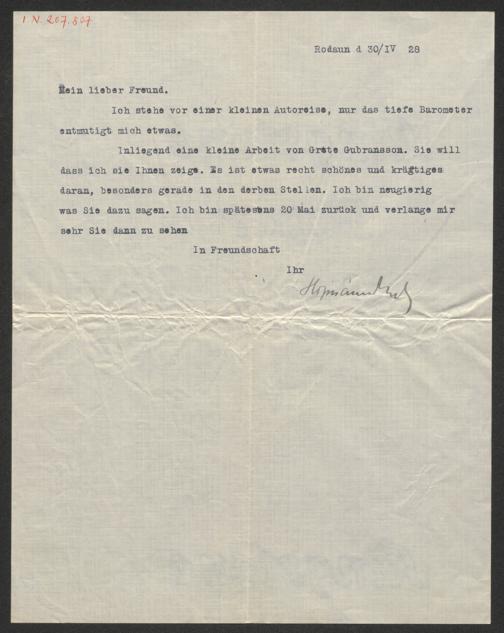 I.N. 207.807
Rodaun d 30/IV 28
Mein lieber Freund.
Ich stehe vor einer kleinen Autoreise, nur das tiefe Barometer
entmutigt mich etwas.
Inliegend eine kleine Arbeit von Grete Gubransson. Sie will
dass ich sie Ihnen zeige. Es ist etwas recht schönes und kräftiges
daran, besonders gerade in den derben Stellen. Ich bin neugierig
was Sie dazu sagen. Ich bin spätesens 20 Mai zurück und verlange mir
sehr Sie dann zu sehen
In Freundschaft
Ihr
Hofmannsthal